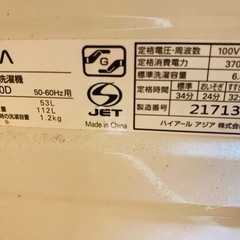 A
洗濯機
0D
50-60Hz用
53L
112L
時の洗濯 1.2kg
G
S
JET
Made in China
定格電圧・周波数 100V
定格消費電力 370
標準洗濯容量 6.
標準 おいそぎ
34分 24分 32
製造番号 21713
ハイアール アジア 株式会